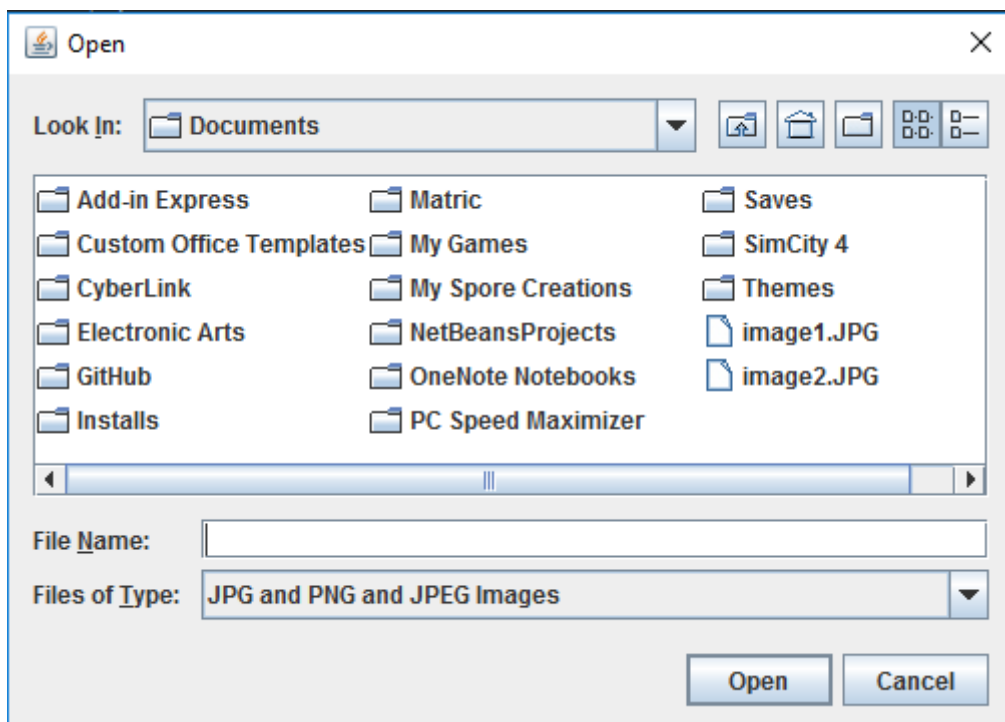 Open
Look In: Documents
Add-in Express Matric Saves
Custom Office Templates My Games SimCity 4
CyberLink My Spore Creations Themes
Electronic Arts NetBeansProjects image1.JPG
GitHub OneNote Notebooks image2.JPG
Installs PC Speed Maximizer
File Name:
Files of Type: JPG and PNG and JPEG Images
Open Cancel